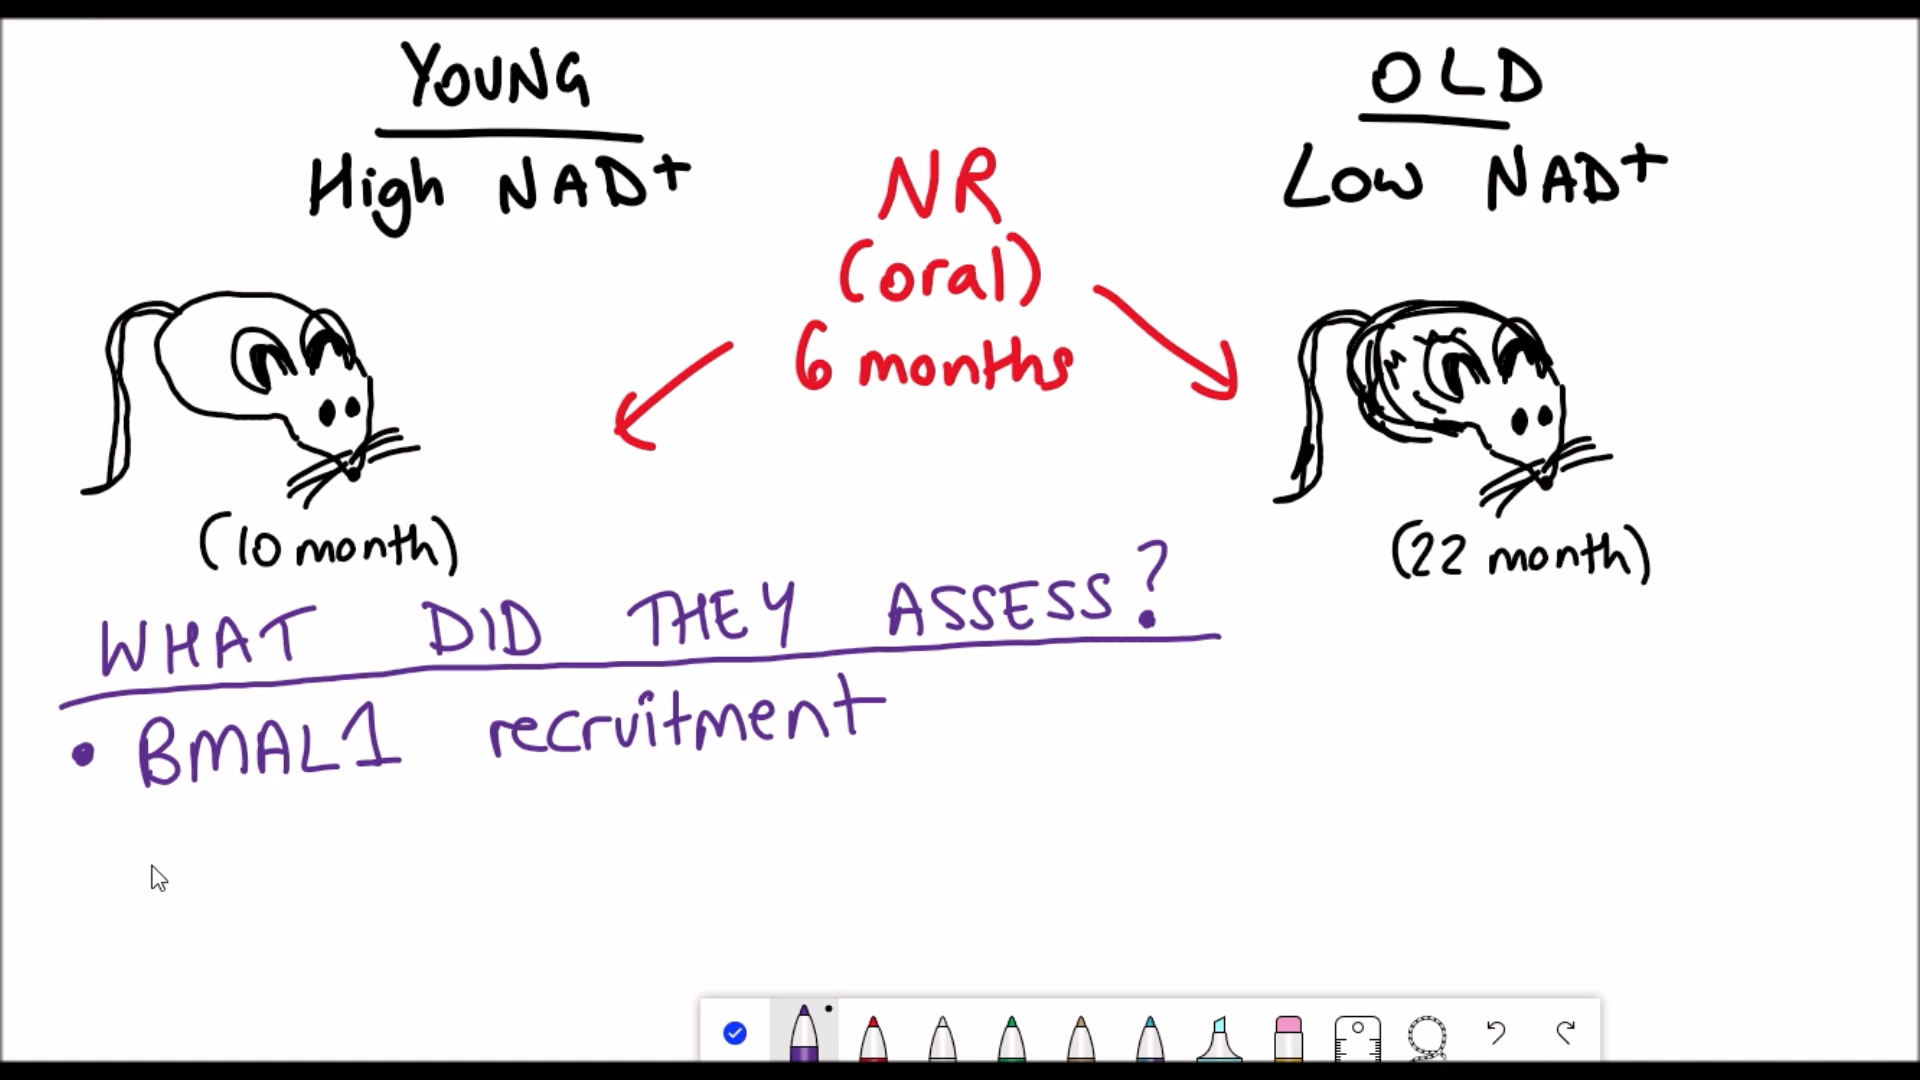 YOUNG
High NAD+
(10 month)
NR
(oral)
6 months
OLD
Low NAD+
(22 month)
WHAT DID THEY ASSESS?
• BMAL1 recruitment